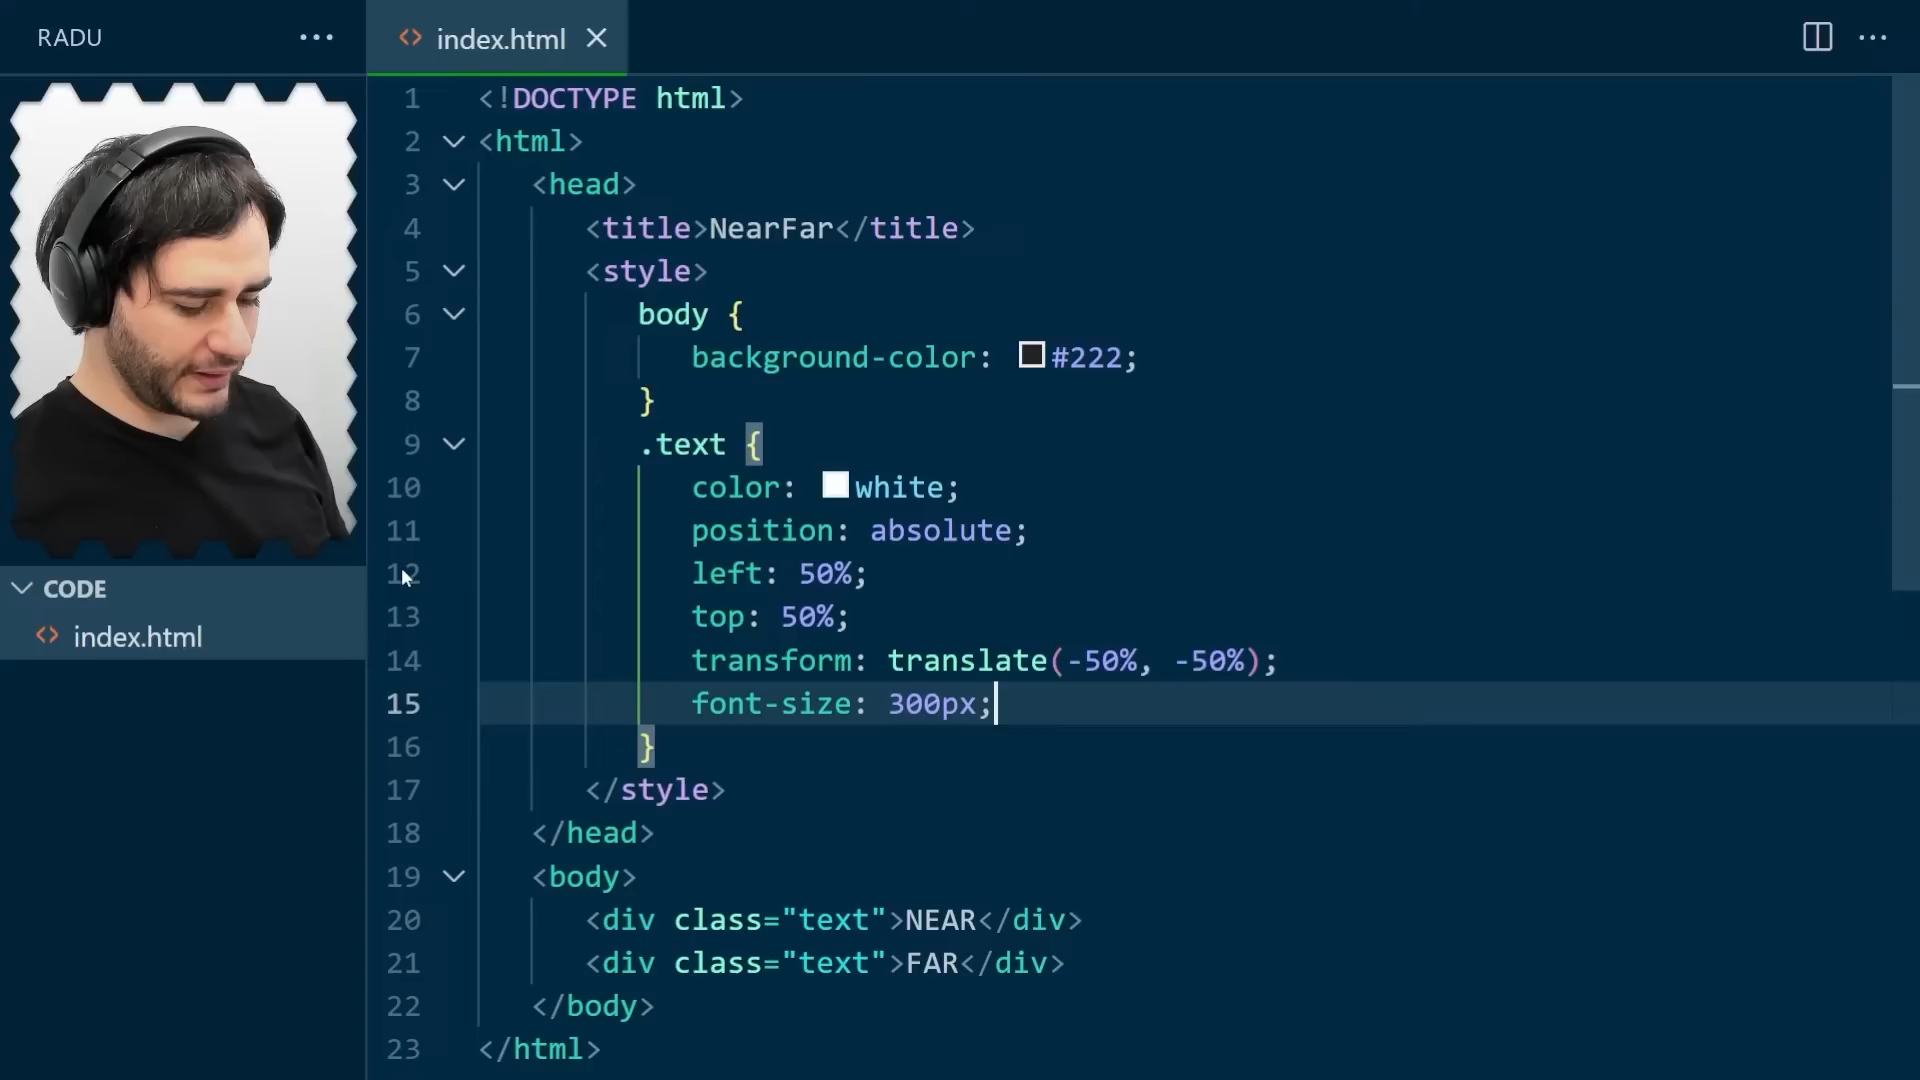 RADU
index.html
CODE
index.html
1 <!DOCTYPE html>
2 <html>
3 <head>
4 <title>NearFar</title>
5 <style>
6 body {
7 background-color: #222;
8 }
9 .text {
10 color: white;
11 position: absolute;
12 left: 50%;
13 top: 50%;
14 transform: translate(-50%, -50%);
15 font-size: 300px;
16 }
17 </style>
18 </head>
19 <body>
20 <div class="text">NEAR</div>
21 <div class="text">FAR</div>
22 </body>
23 </html>